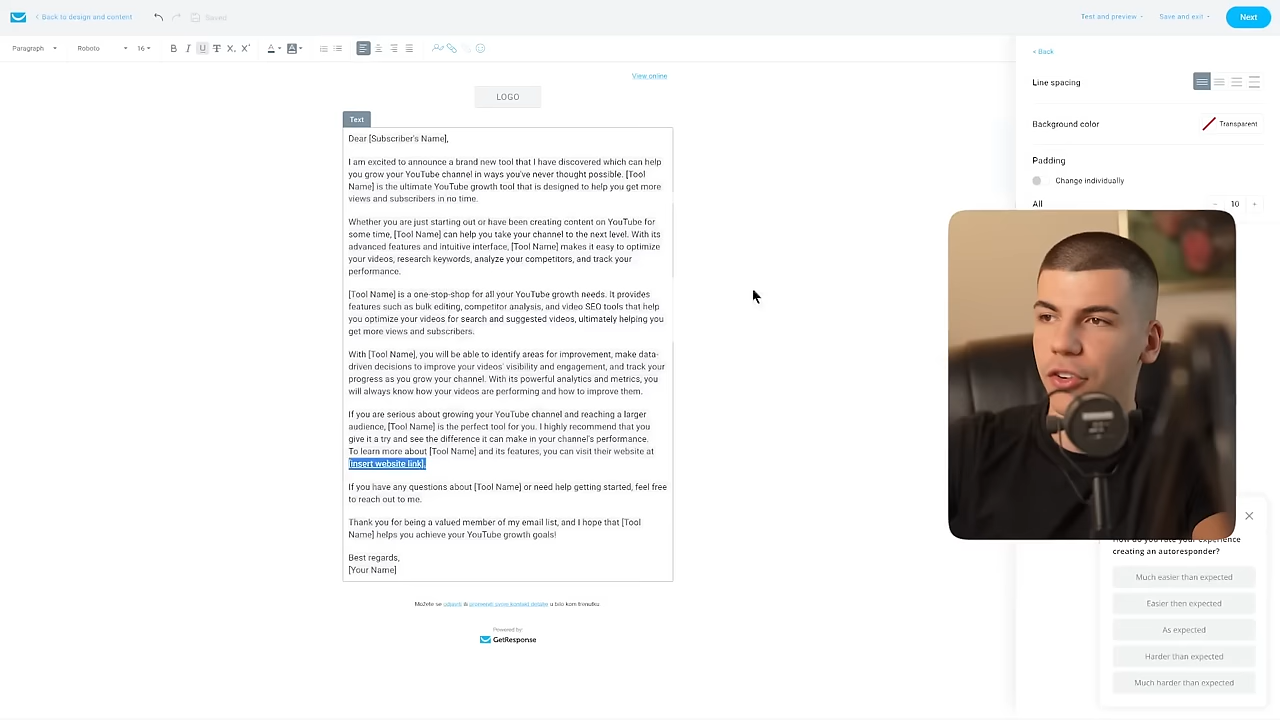 Back to design and content
Saved
Test and preview
Save and exit
Next
Paragraph
Roboto
16
B I U T X, X'
A A
< Back
Line spacing
Background color
Transparent
Padding
Change individually
All
- 10 +
View online
LOGO
Text
Dear [Subscriber's Name],
I am excited to announce a brand new tool that I have discovered which can help
you grow your YouTube channel in ways you've never thought possible. [Tool
Name] is the ultimate YouTube growth tool that is designed to help you get more
views and subscribers in no time.
Whether you are just starting out or have been creating content on YouTube for
some time, [Tool Name] can help you take your channel to the next level. With its
advanced features and intuitive interface, [Tool Name] makes it easy to optimize
your videos, research keywords, analyze your competitors, and track your
performance.
[Tool Name] is a one-stop-shop for all your YouTube growth needs. It provides
features such as bulk editing, competitor analysis, and video SEO tools that help
you optimize your videos for search and suggested videos, ultimately helping you
get more views and subscribers.
With [Tool Name], you will be able to identify areas for improvement, make data-
driven decisions to improve your videos' visibility and engagement, and track your
progress as you grow your channel. With its powerful analytics and metrics, you
will always know how your videos are performing and how to improve them.
If you are serious about growing your YouTube channel and reaching a larger
audience, [Tool Name] is the perfect tool for you. I highly recommend that you
give it a try and see the difference it can make in your channel's performance.
To learn more about [Tool Name] and its features, you can visit their website at
[insert website link].
If you have any questions about [Tool Name] or need help getting started, feel free
to reach out to me.
Thank you for being a valued member of my email list, and I hope that [Tool
Name] helps you achieve your YouTube growth goals!
Best regards,
[Your Name]
Možete se odjaviti ili promeniti svoje kontakt detalje u bilo kom trenutku
Powered by
GetResponse
How do you rate your experience
creating an autoresponder?
Much easier than expected
Easier then expected
As expected
Harder than expected
Much harder than expected